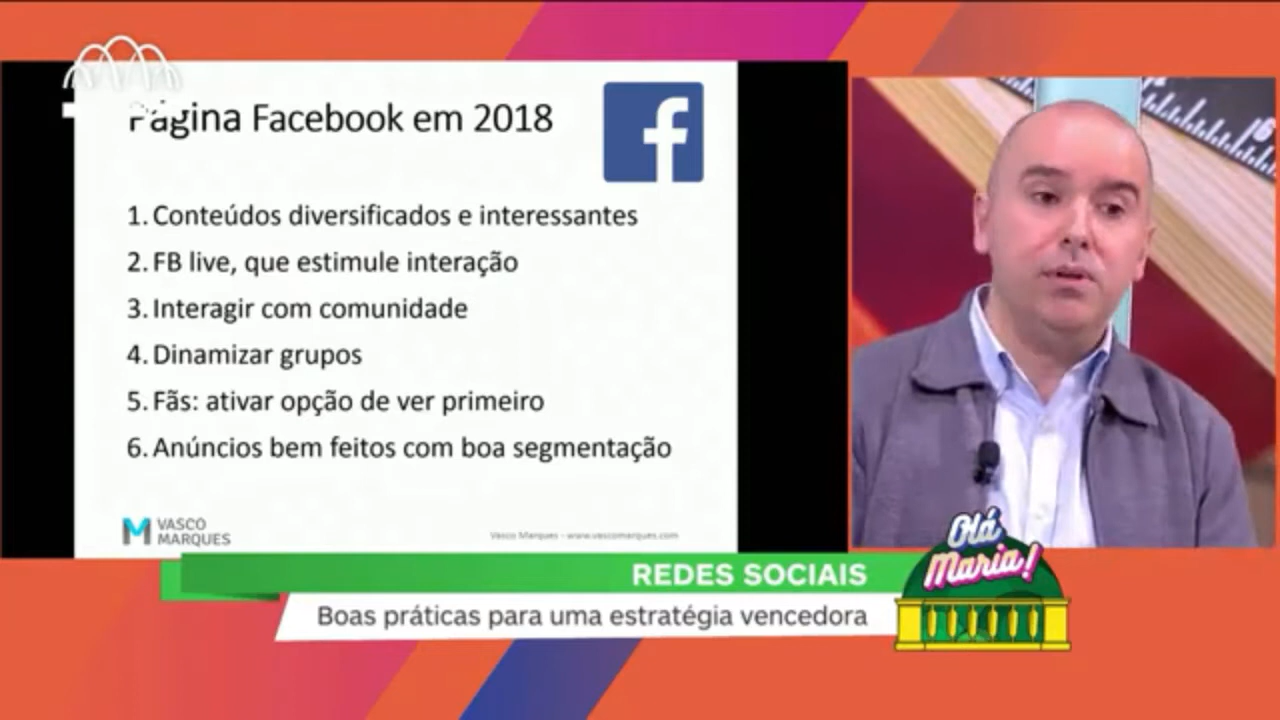 Página Facebook em 2018
f
1. Conteúdos diversificados e interessantes
2. FB live, que estimule interação
3. Interagir com comunidade
4. Dinamizar grupos
5. Fãs: ativar opção de ver primeiro
6. Anúncios bem feitos com boa segmentação
VASCO
MARQUES
Vasco Marques - www.vascomarques.com
REDES SOCIAIS
Boas práticas para uma estratégia vencedora
Olá
Maria!
16